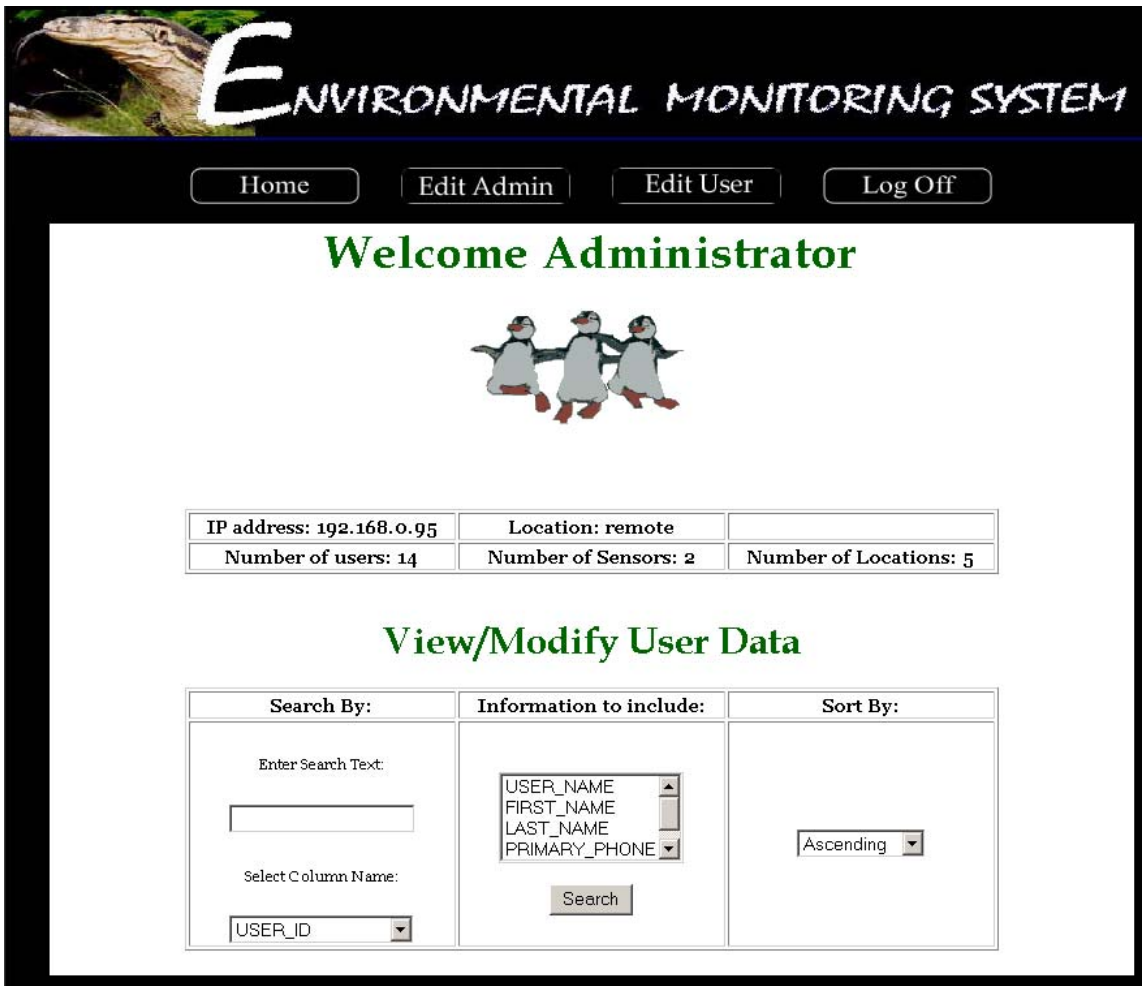 ENVIRONMENTAL MONITORING SYSTEM
Home Edit Admin Edit User Log Off
Welcome Administrator
IP address: 192.168.0.95 Location: remote
Number of users: 14 Number of Sensors: 2 Number of Locations: 5
View/Modify User Data
Search By: Information to include: Sort By:
Enter Search Text:
USER_NAME
FIRST_NAME
LAST_NAME
PRIMARY_PHONE
Ascending
Select Column Name:
Search
USER_ID